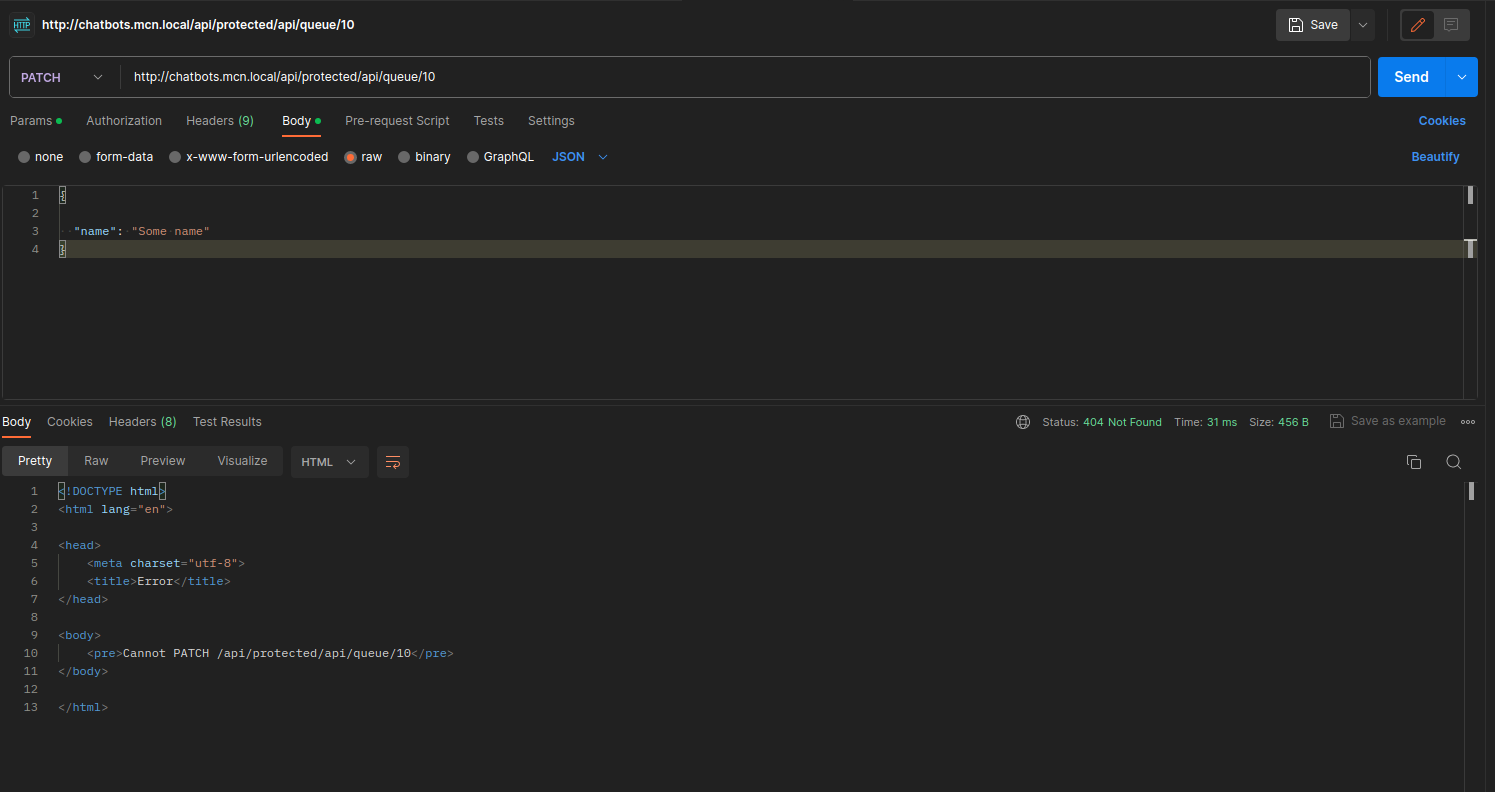 HTTP http://chatbots.mcn.local/api/protected/api/queue/10 Save
PATCH http://chatbots.mcn.local/api/protected/api/queue/10 Send
Params Authorization Headers (9) Body Pre-request Script Tests Settings Cookies
none form-data x-www-form-urlencoded raw binary GraphQL JSON Beautify
1 {
2
3 "name": "Some name"
4 }
Body Cookies Headers (8) Test Results Status: 404 Not Found Time: 31 ms Size: 456 B Save as example
Pretty Raw Preview Visualize HTML
1 <!DOCTYPE html>
2 <html lang="en">
3
4 <head>
5 <meta charset="utf-8">
6 <title>Error</title>
7 </head>
8
9 <body>
10 <pre>Cannot PATCH /api/protected/api/queue/10</pre>
11 </body>
12
13 </html>